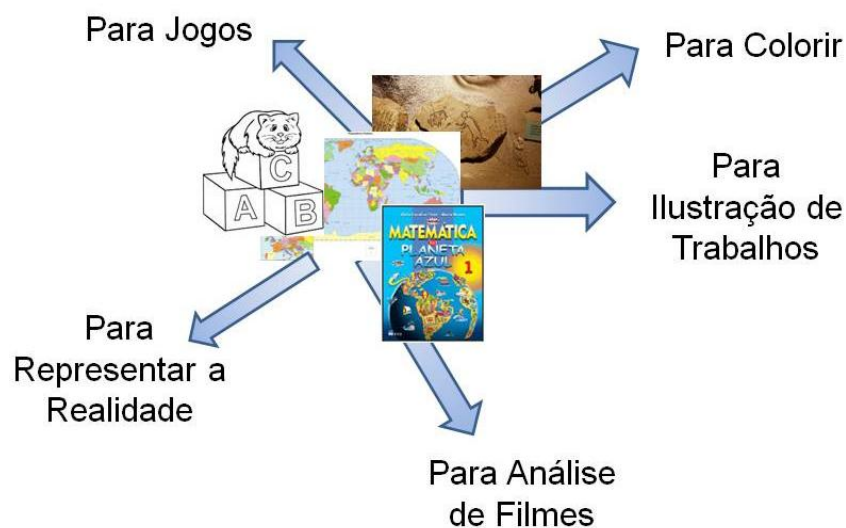 Para Jogos
Para Colorir
C
A
B
MATEMÁTICA
PLANETA
AZUL
1
Para
Ilustração de
Trabalhos
Para
Representar a
Realidade
Para Análise
de Filmes